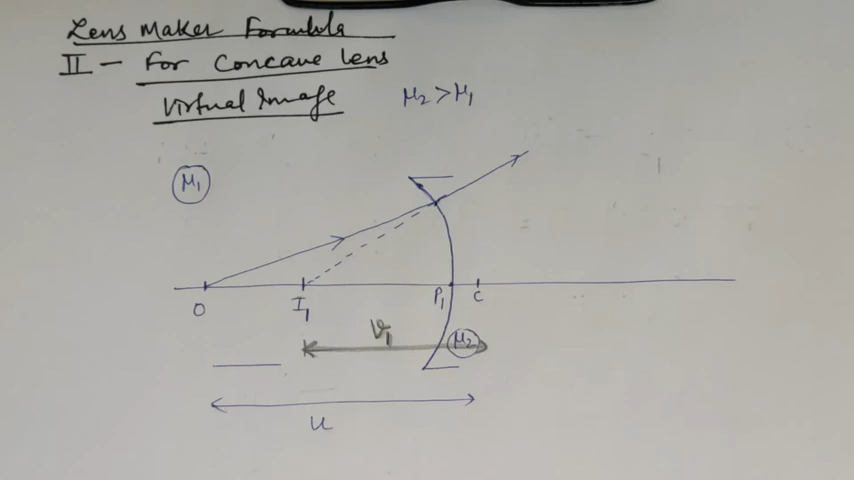 Lens Maker Formula
II - For Concave lens
Virtual Image
μ₂ > μ₁
μ₁
O I₁ P₁ C
v₁
μ₂
u